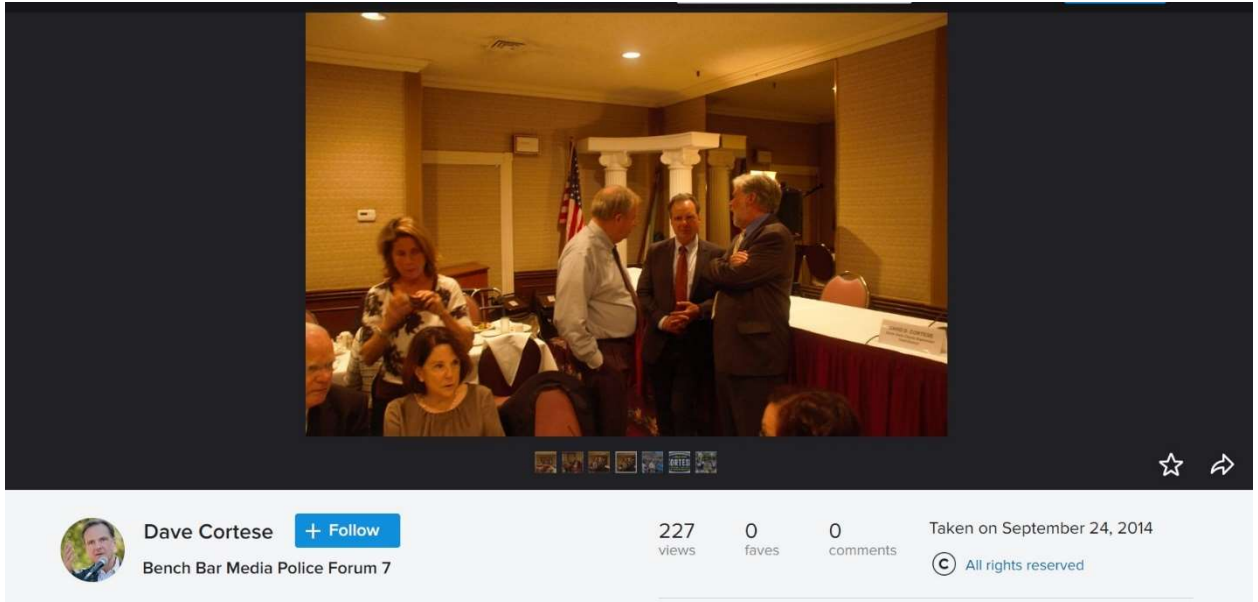 Dave Cortese
+ Follow
Bench Bar Media Police Forum 7
227
views
0
faves
0
comments
Taken on September 24, 2014
All rights reserved